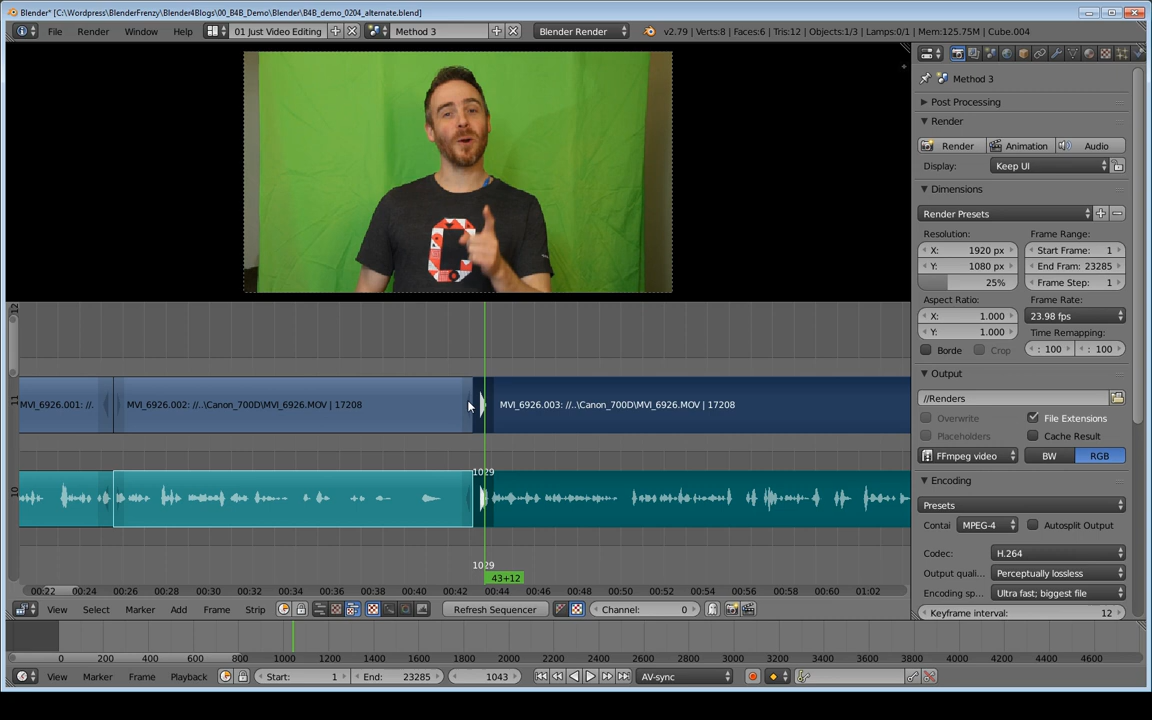 Blender* [C:\Wordpress\BlenderFrenzy\Blender4Blogs\00_B4B_Demo\Blender\B4B_demo_0204_alternate.blend]
File Render Window Help 01 Just Video Editing Method 3 Blender Render v2.79 | Verts:8 | Faces:6 | Tris:12 | Objects:1/3 | Lamps:0/1 | Mem:125.75M | Cube.004
Method 3
Post Processing
Render
Render Animation Audio
Display: Keep UI
Dimensions
Render Presets
Resolution: Frame Range:
X: 1920 px Start Frame: 1
Y: 1080 px End Fram: 23285
25% Frame Step: 1
Aspect Ratio: Frame Rate:
X: 1.000 23.98 fps
Y: 1.000 Time Remapping:
Borde Crop : 100 : 100
Output
//Renders
Overwrite File Extensions
Placeholders Cache Result
FFmpeg video BW RGB
Encoding
Presets
Contai MPEG-4 Autosplit Output
Codec: H.264
Output quali... Perceptually lossless
Encoding sp... Ultra fast; biggest file
Keyframe interval: 12
12
11
MVI_6926.001: //. MVI_6926.002: //..\Canon_700D\MVI_6926.MOV | 17208 MVI_6926.003: //..\Canon_700D\MVI_6926.MOV | 17208
1029
10
1029
43+12
00:22 00:24 00:26 00:28 00:30 00:32 00:34 00:36 00:38 00:40 00:42 00:44 00:46 00:48 00:50 00:52 00:54 00:56 00:58 01:00 01:02
View Select Marker Add Frame Strip Refresh Sequencer Channel: 0
0 200 400 600 800 1000 1200 1400 1600 1800 2000 2200 2400 2600 2800 3000 3200 3400 3600 3800 4000 4200 4400 4600
View Marker Frame Playback Start: 1 End: 23285 1043 AV-sync